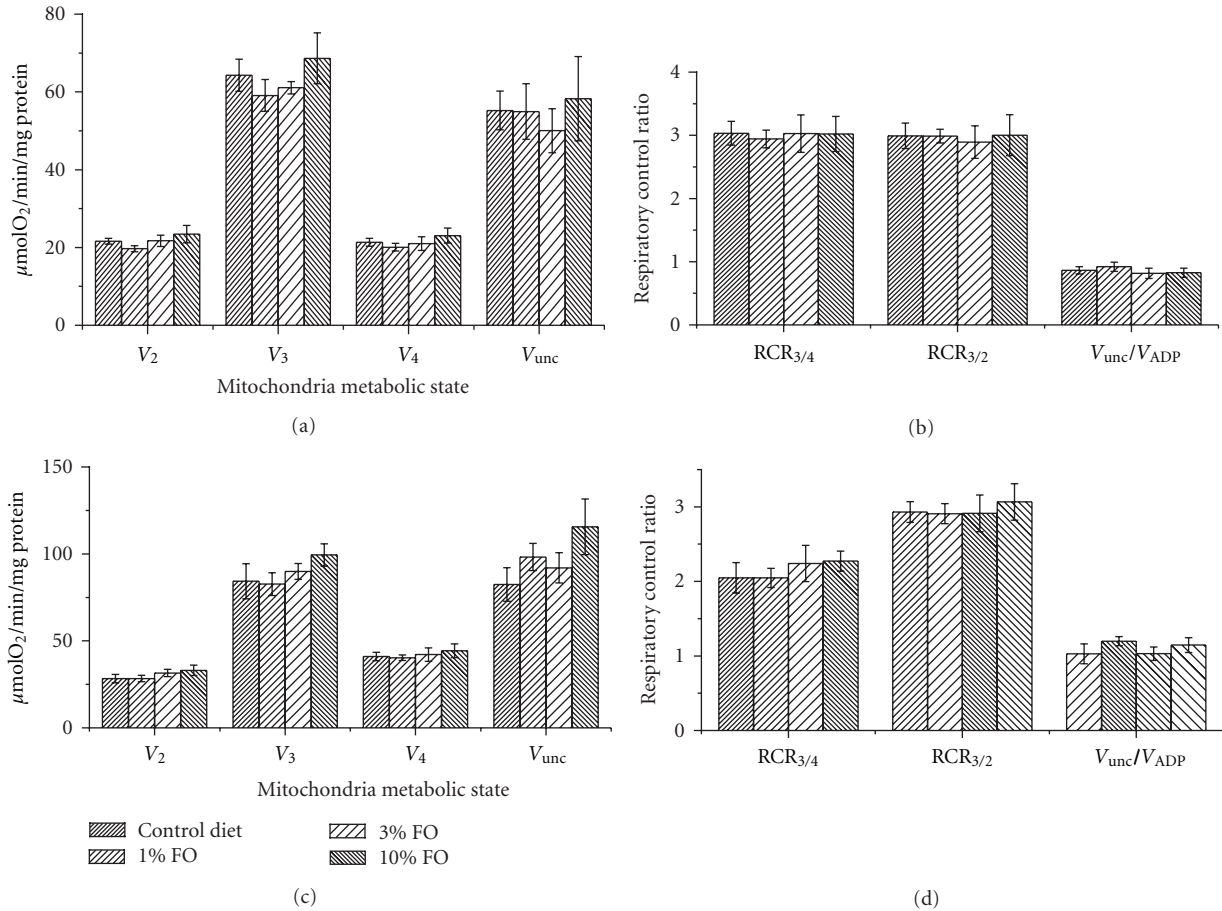 80
60
40
20
0
μmolO₂/min/mg protein
V₂ V₃ V₄ Vunc
Mitochondria metabolic state
(a)
4
3
2
1
0
Respiratory control ratio
RCR3/4 RCR3/2 Vunc/VADP
(b)
150
100
50
0
μmolO₂/min/mg protein
V₂ V₃ V₄ Vunc
Mitochondria metabolic state
Control diet
1% FO
3% FO
10% FO
(c)
3
2
1
0
Respiratory control ratio
RCR3/4 RCR3/2 Vunc/VADP
(d)